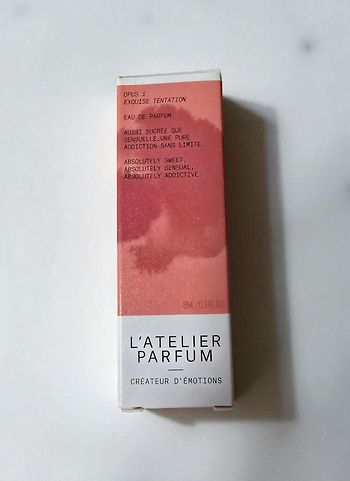 OPUS 1
EXQUISE TENTATION
EAU DE PARFUM
AUSSI SUCRÉE QUE
SENSUELLE, UNE PURE
ADDICTION SANS LIMITE.
ABSOLUTELY SWEET,
ABSOLUTELY SENSUAL,
ABSOLUTELY ADDICTIVE.
8ML/0.3 FL.OZ
L'ATELIER
PARFUM
CRÉATEUR D'ÉMOTIONS